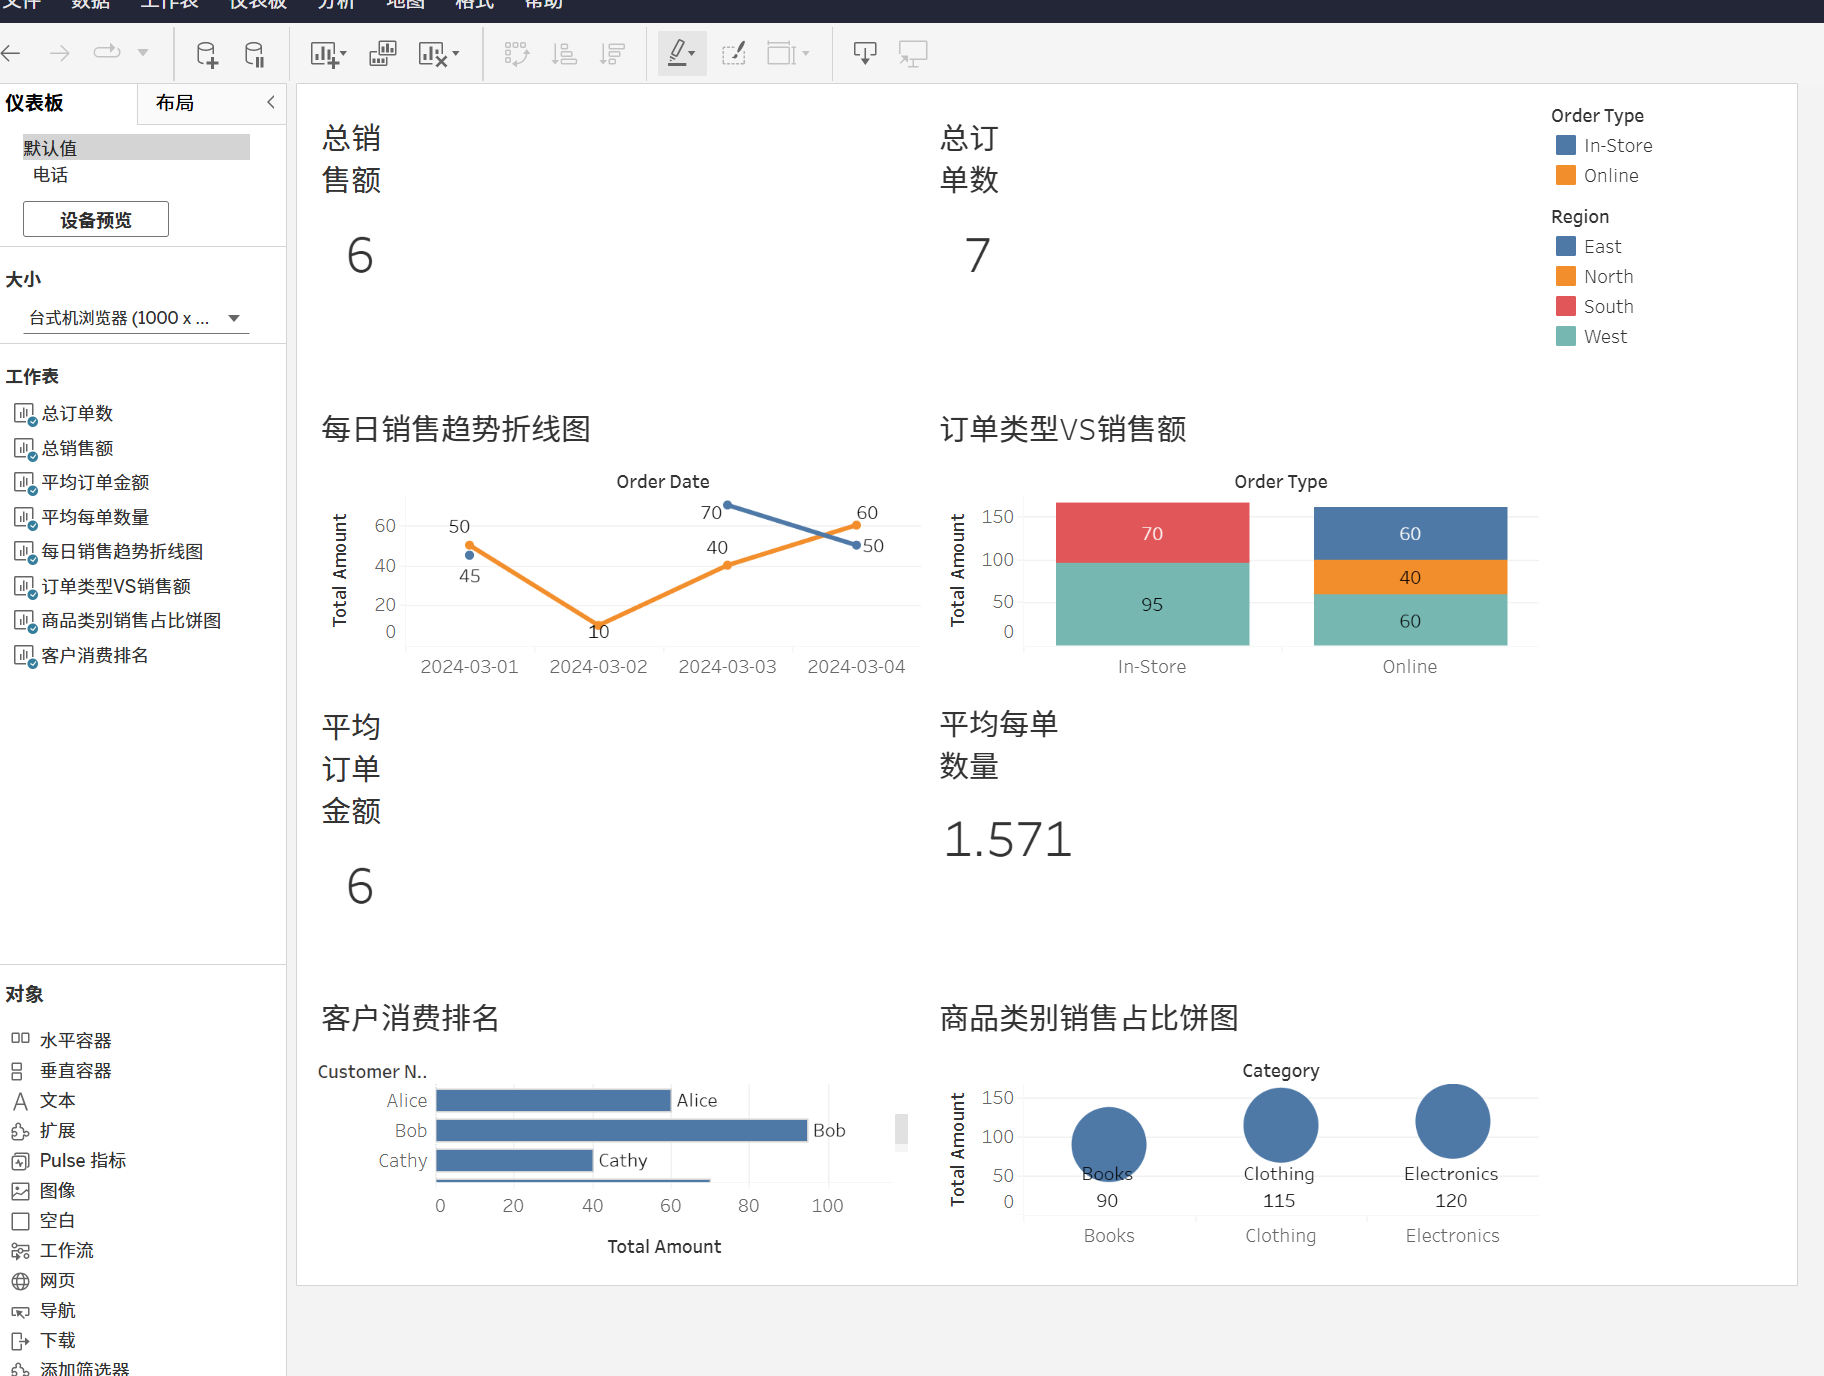 文件 数据 工作表 仪表板 分析 地图 格式 帮助
仪表板 布局
默认值
电话
设备预览
大小
台式机浏览器 (1000 x ...
工作表
总订单数
总销售额
平均订单金额
平均每单数量
每日销售趋势折线图
订单类型VS销售额
商品类别销售占比饼图
客户消费排名
对象
水平容器
垂直容器
文本
扩展
Pulse 指标
图像
空白
工作流
网页
导航
下载
添加筛选器
总销
售额
6
总订
单数
7
Order Type
In-Store
Online
Region
East
North
South
West
每日销售趋势折线图
Order Date
Total Amount
60
40
20
0
50
45
10
70
40
60
50
2024-03-01 2024-03-02 2024-03-03 2024-03-04
订单类型VS销售额
Order Type
Total Amount
150
100
50
0
70
95
60
40
60
In-Store Online
平均
订单
金额
6
平均每单
数量
1.571
客户消费排名
Customer N..
Alice Alice
Bob Bob
Cathy Cathy
0 20 40 60 80 100
Total Amount
商品类别销售占比饼图
Category
Total Amount
150
100
50
0
Books Clothing Electronics
90 115 120
Books Clothing Electronics